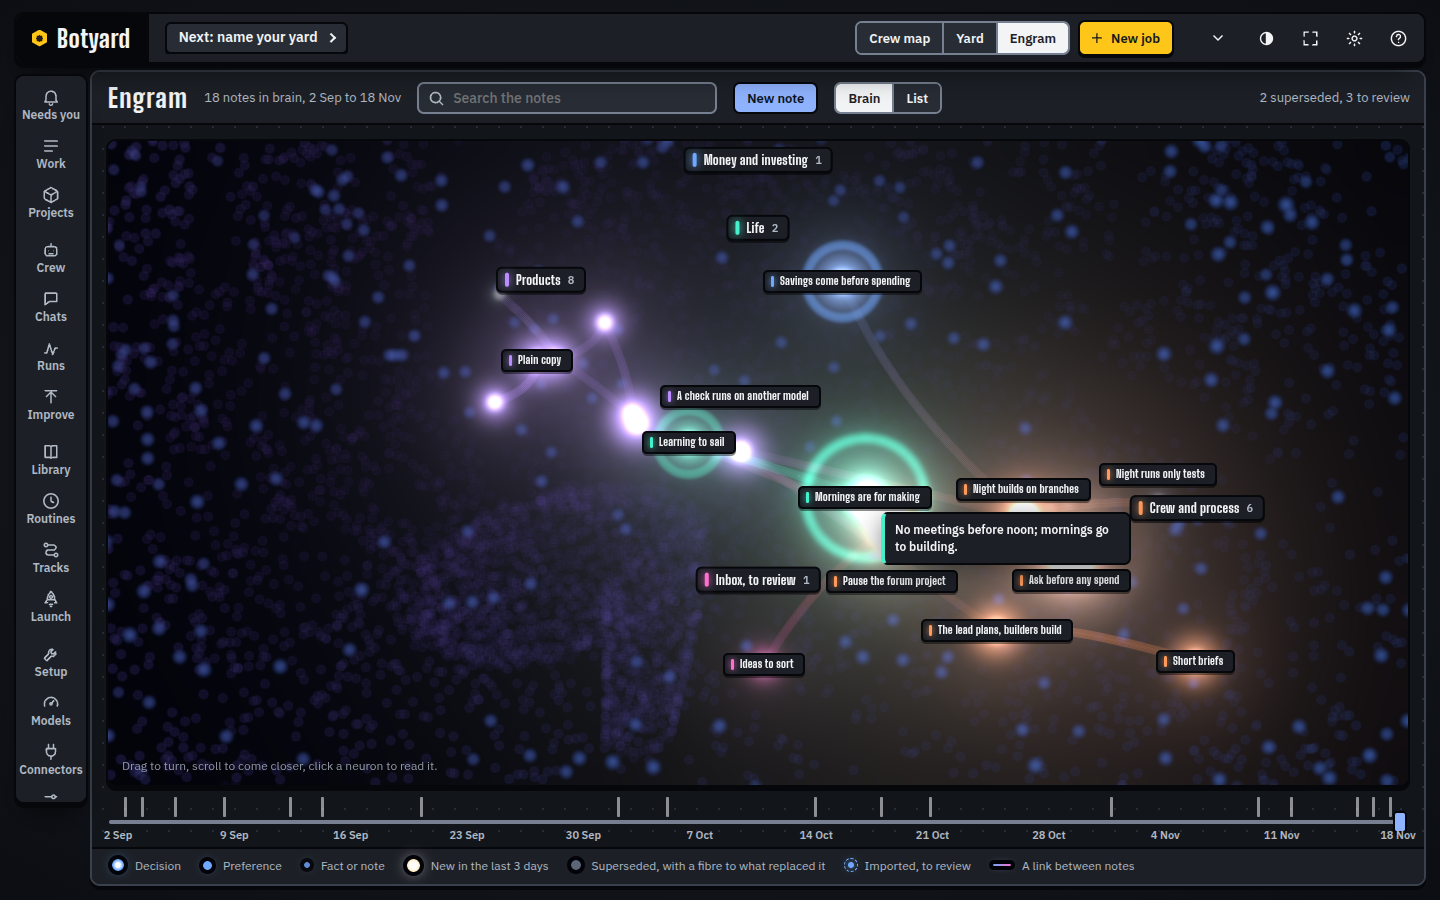 Botyard
Next: name your yard
Crew map
Yard
Engram
New job
Needs you
Work
Projects
Crew
Chats
Runs
Improve
Library
Routines
Tracks
Launch
Setup
Models
Connectors
Engram
18 notes in brain, 2 Sep to 18 Nov
Search the notes
New note
Brain
List
2 superseded, 3 to review
Money and investing 1
Life 2
Products 8
Savings come before spending
Plain copy
A check runs on another model
Learning to sail
Night runs only tests
Night builds on branches
Mornings are for making
Crew and process 6
No meetings before noon; mornings go
to building.
Inbox, to review 1
Pause the forum project
Ask before any spend
The lead plans, builders build
Ideas to sort
Short briefs
Drag to turn, scroll to come closer, click a neuron to read it.
2 Sep
9 Sep
16 Sep
23 Sep
30 Sep
7 Oct
14 Oct
21 Oct
28 Oct
4 Nov
11 Nov
18 Nov
Decision
Preference
Fact or note
New in the last 3 days
Superseded, with a fibre to what replaced it
Imported, to review
A link between notes